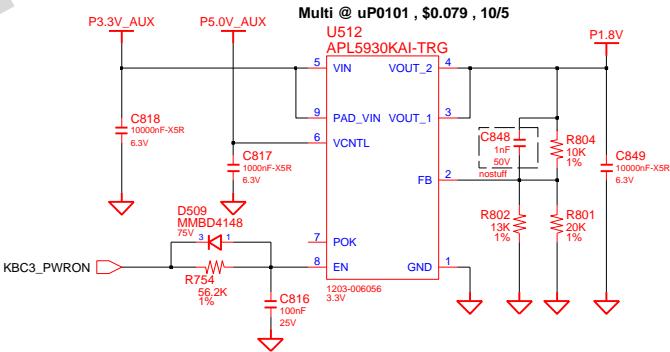 Multi @ uP0101 , $0.079 , 10/5
P3.3V_AUX
P5.0V_AUX
U512
APL5930KAI-TRG
P1.8V
5
VIN
VOUT_2
4
9
PAD_VIN
VOUT_1
3
6
VCNTL
FB
2
7
POK
8
EN
GND
1
1203-006056
3.3V
C818
10000nF-X5R
6.3V
C817
1000nF-X5R
6.3V
C848
1nF
50V
nostuff
R804
10K
1%
C849
10000nF-X5R
6.3V
R802
13K
1%
R801
20K
1%
D509
MMBD4148
75V
3
1
KBC3_PWRON
R754
56.2K
1%
C816
100nF
25V